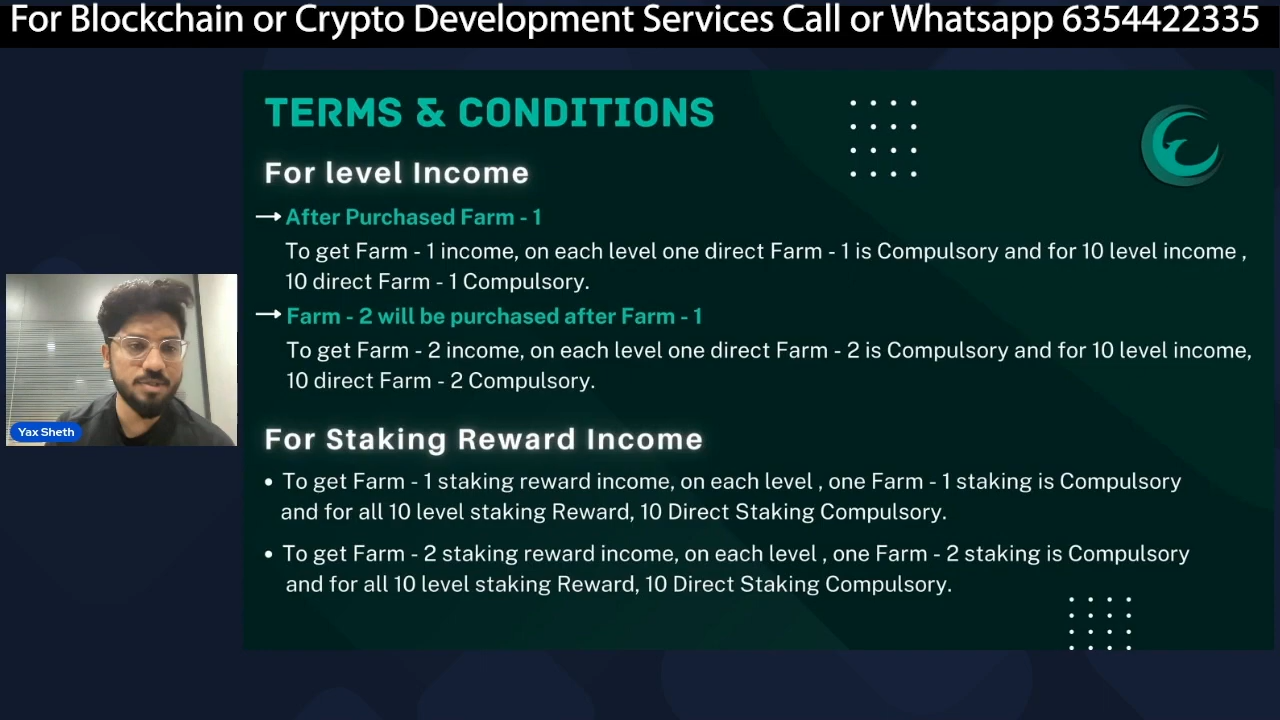 For Blockchain or Crypto Development Services Call or Whatsapp 6354422335
TERMS & CONDITIONS
For level Income
After Purchased Farm - 1
To get Farm - 1 income, on each level one direct Farm - 1 is Compulsory and for 10 level income ,
10 direct Farm - 1 Compulsory.
Farm - 2 will be purchased after Farm - 1
To get Farm - 2 income, on each level one direct Farm - 2 is Compulsory and for 10 level income,
10 direct Farm - 2 Compulsory.
For Staking Reward Income
• To get Farm - 1 staking reward income, on each level , one Farm - 1 staking is Compulsory
and for all 10 level staking Reward, 10 Direct Staking Compulsory.
• To get Farm - 2 staking reward income, on each level , one Farm - 2 staking is Compulsory
and for all 10 level staking Reward, 10 Direct Staking Compulsory.
Yax Sheth